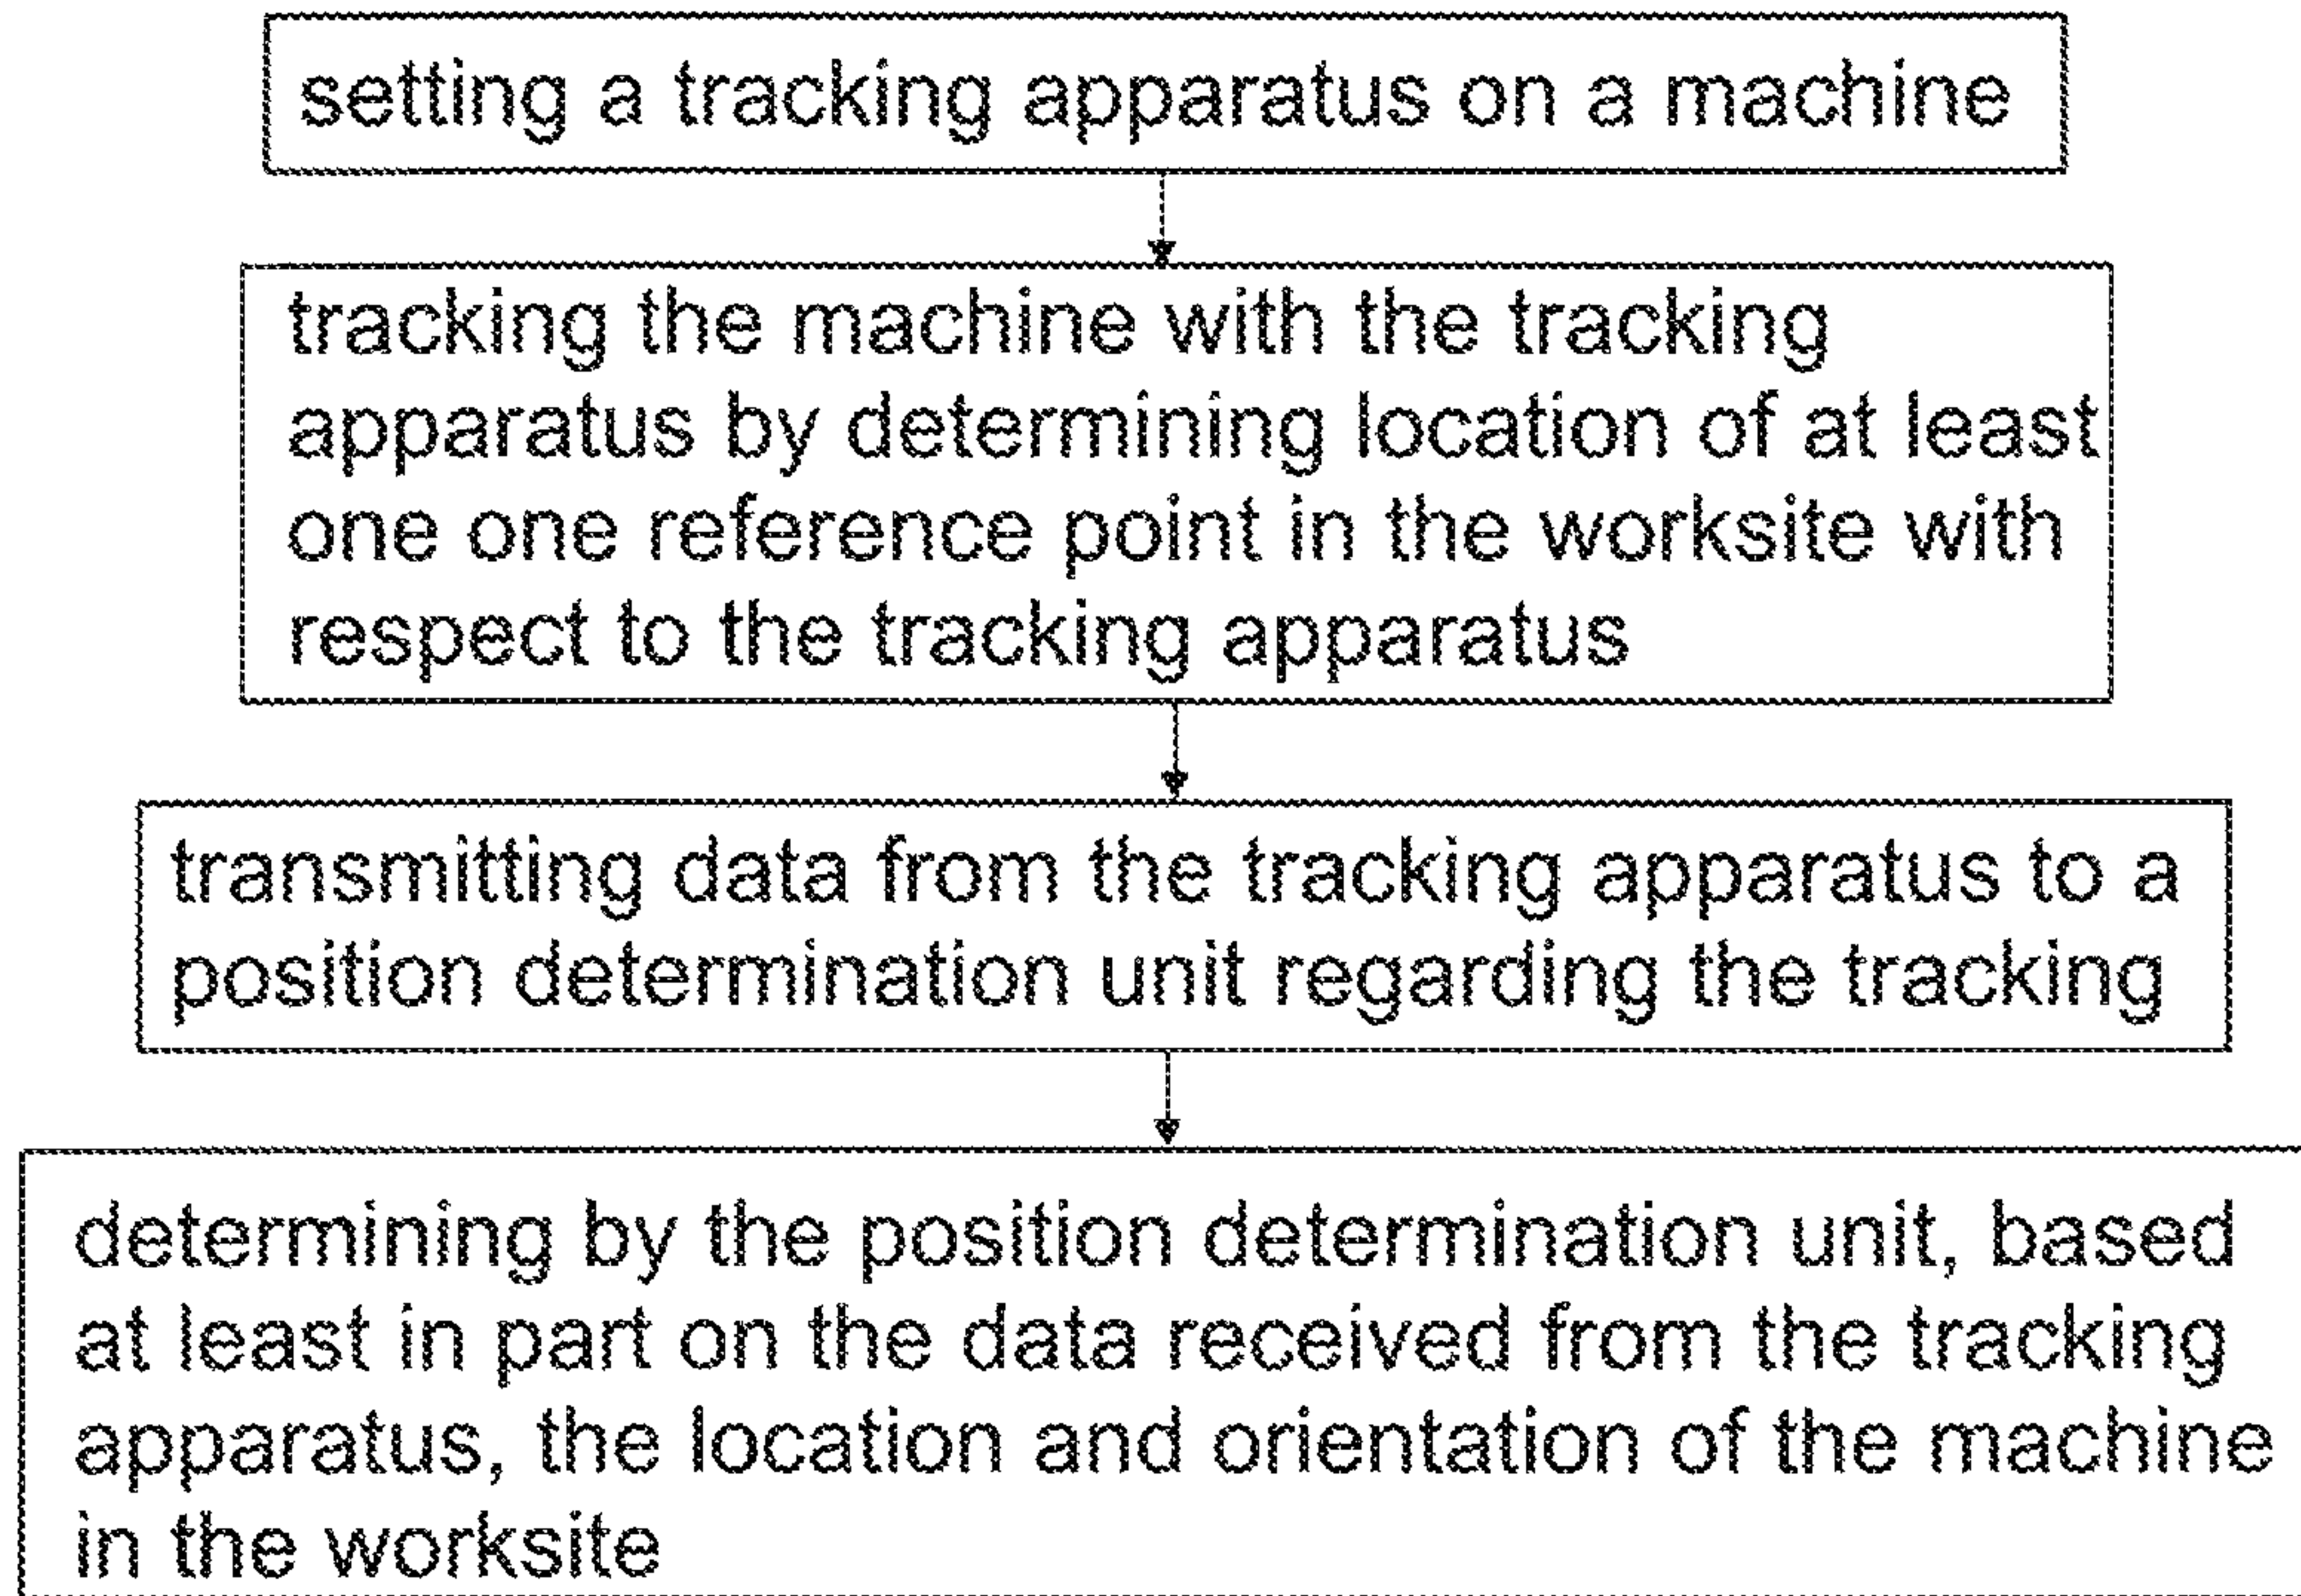 setting a tracking apparatus on a machine
tracking the machine with the tracking
apparatus by determining location of at least
one one reference point in the worksite with
respect to the tracking apparatus
transmitting data from the tracking apparatus to a
position determination unit regarding the tracking
determining by the position determination unit, based
at least in part on the data received from the tracking
apparatus, the location and orientation of the machine
in the worksite